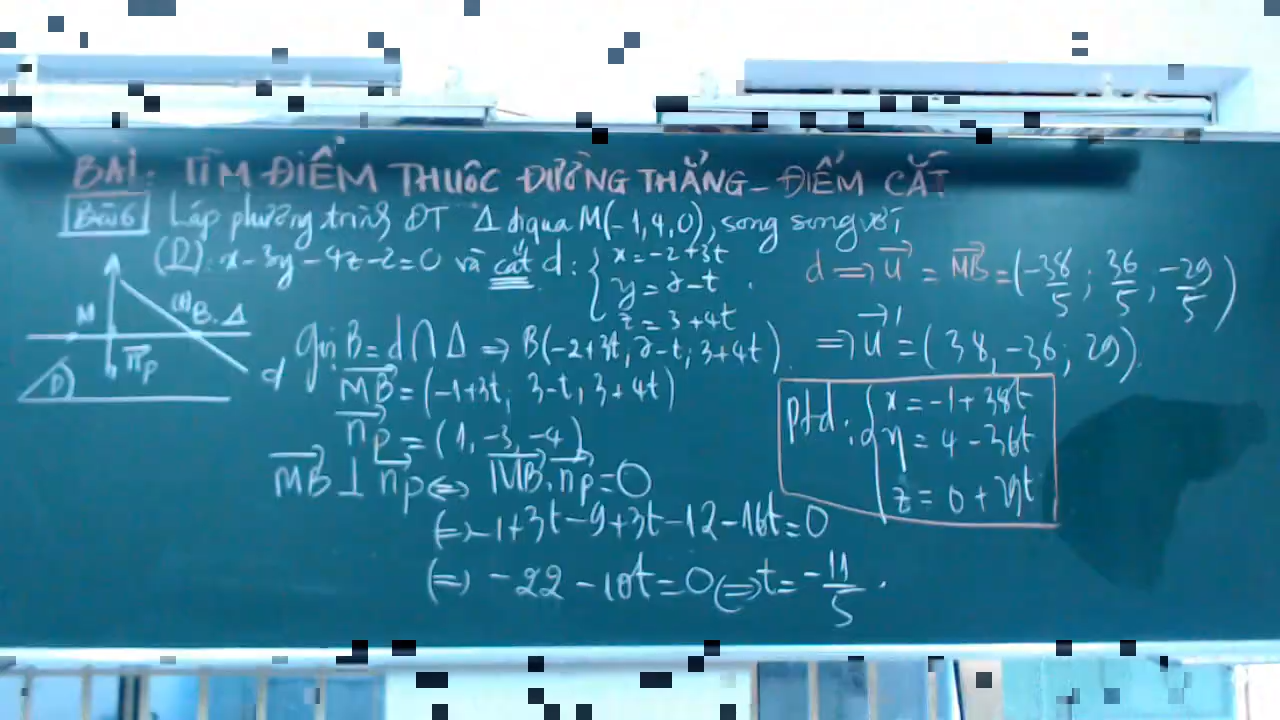 BÀI: TÌM ĐIỂM THUỘC ĐƯỜNG THẲNG - ĐIỂM CẮT
Bài 6 Lập phương trình ĐT Δ đi qua M(-1,4,0), song song với
(P): x-3y-4z-2=0 và cắt d: { x=-2+3t
y=7-t
z=3+4t
M
B. Δ
n_P
P
d
gọi B=d∩Δ ⇒ B(-2+3t, 7-t, 3+4t)
MB=(-1+3t; 3-t, 3+4t)
n_P=(1, -3, -4)
MB ⊥ n_P ⇔ MB.n_P=0
⇔ -1+3t-9+3t-12-16t=0
⇔ -22-10t=0 ⇔ t=-11/5.
d ⇒ u = MB=(-38/5; 36/5, -29/5)
⇒ u'=(38, -36; 29).
ptd: { x=-1+38t
y=4-36t
z=0+29t